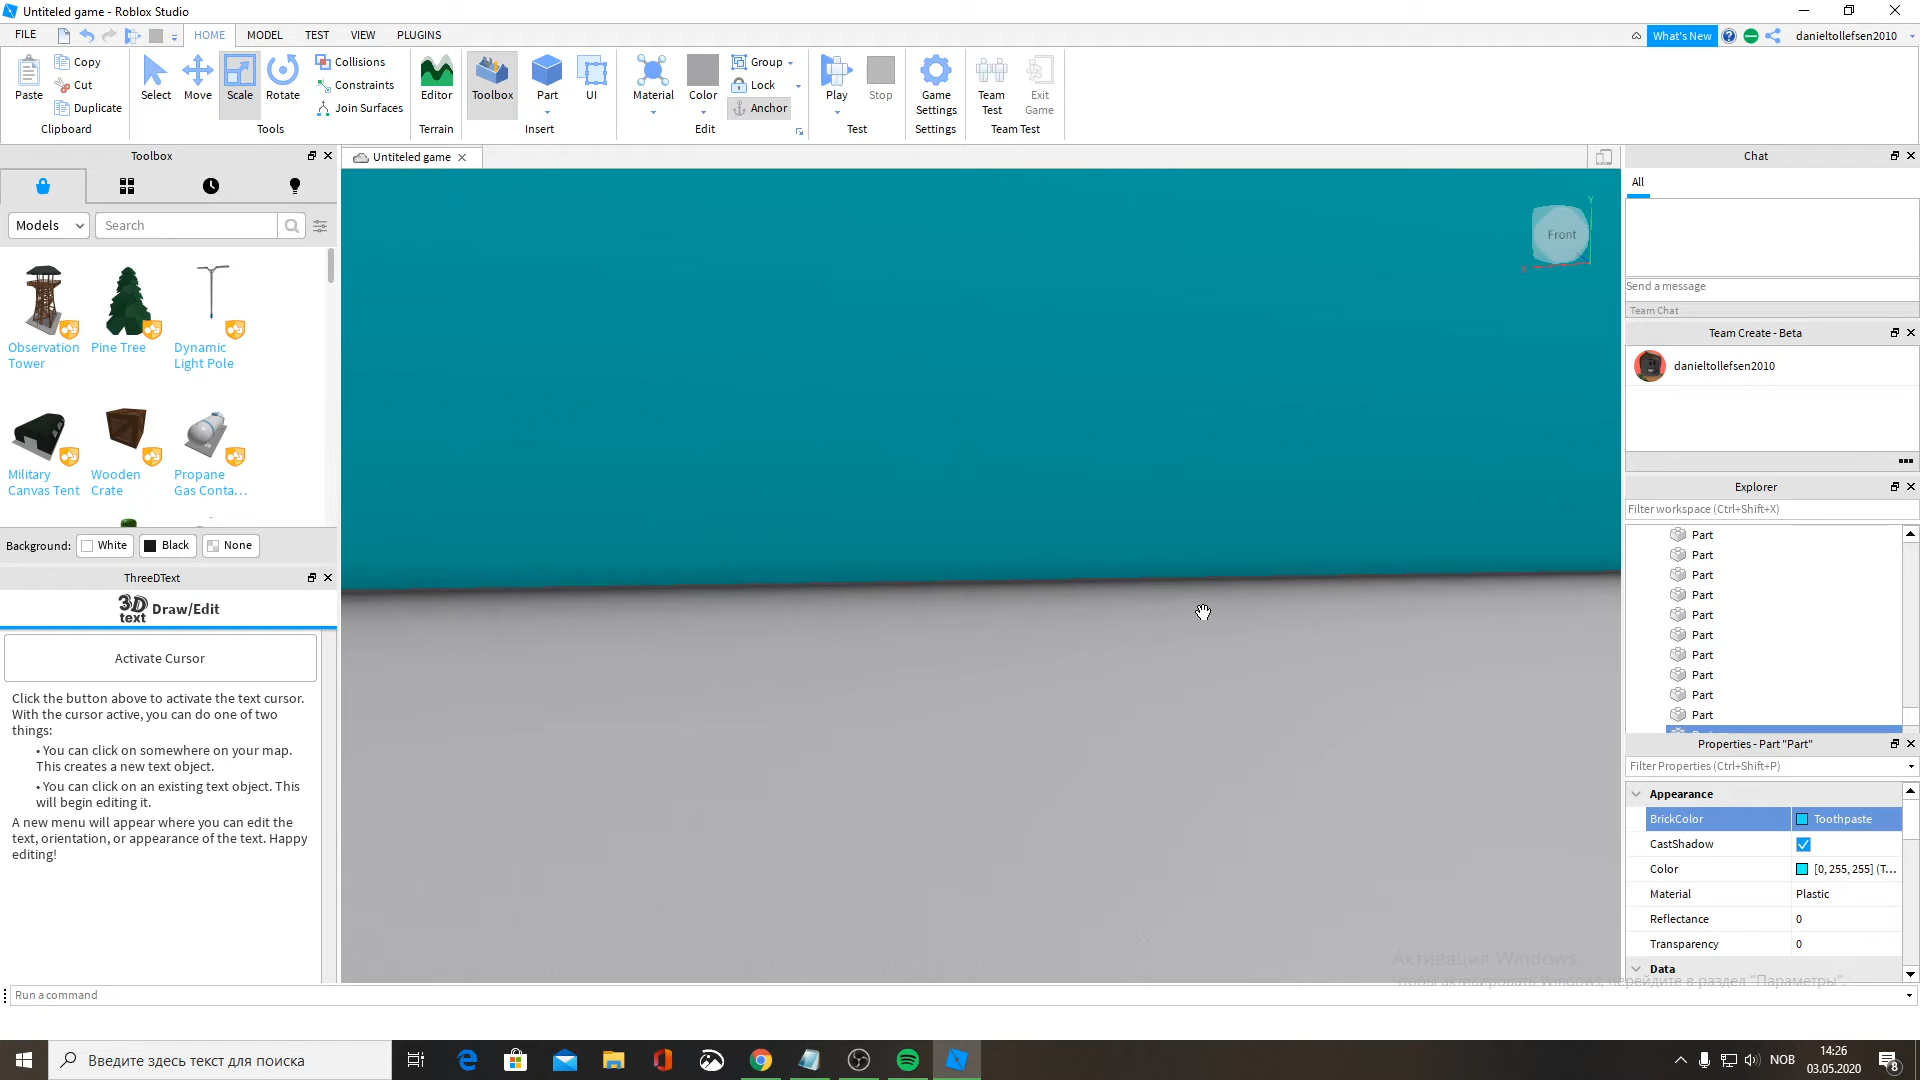 Untiteled game - Roblox Studio
FILE
HOME
MODEL
TEST
VIEW
PLUGINS
What's New
danieltollefsen2010
Paste
Copy
Cut
Duplicate
Clipboard
Select
Move
Scale
Rotate
Collisions
Constraints
Join Surfaces
Tools
Editor
Terrain
Toolbox
Part
UI
Insert
Material
Color
Group
Lock
Anchor
Edit
Play
Stop
Test
Game
Settings
Settings
Team
Test
Exit
Game
Team Test
Toolbox
Models
Search
Observation
Tower
Pine Tree
Dynamic
Light Pole
Military
Canvas Tent
Wooden
Crate
Propane
Gas Conta...
Background:
White
Black
None
ThreeDText
3D
text
Draw/Edit
Activate Cursor
Click the button above to activate the text cursor.
With the cursor active, you can do one of two
things:
• You can click on somewhere on your map.
This creates a new text object.
• You can click on an existing text object. This
will begin editing it.
A new menu will appear where you can edit the
text, orientation, or appearance of the text. Happy
editing!
Untiteled game
Front
Y
Активация Windows
Чтобы активировать Windows, перейдите в раздел "Параметры".
Chat
All
Send a message
Team Chat
Team Create - Beta
danieltollefsen2010
Explorer
Filter workspace (Ctrl+Shift+X)
Part
Part
Part
Part
Part
Part
Part
Part
Part
Part
Properties - Part "Part"
Filter Properties (Ctrl+Shift+P)
Appearance
BrickColor
Toothpaste
CastShadow
Color
[0, 255, 255] (T...
Material
Plastic
Reflectance
0
Transparency
0
Data
Run a command
Введите здесь текст для поиска
NOB
14:26
03.05.2020
8